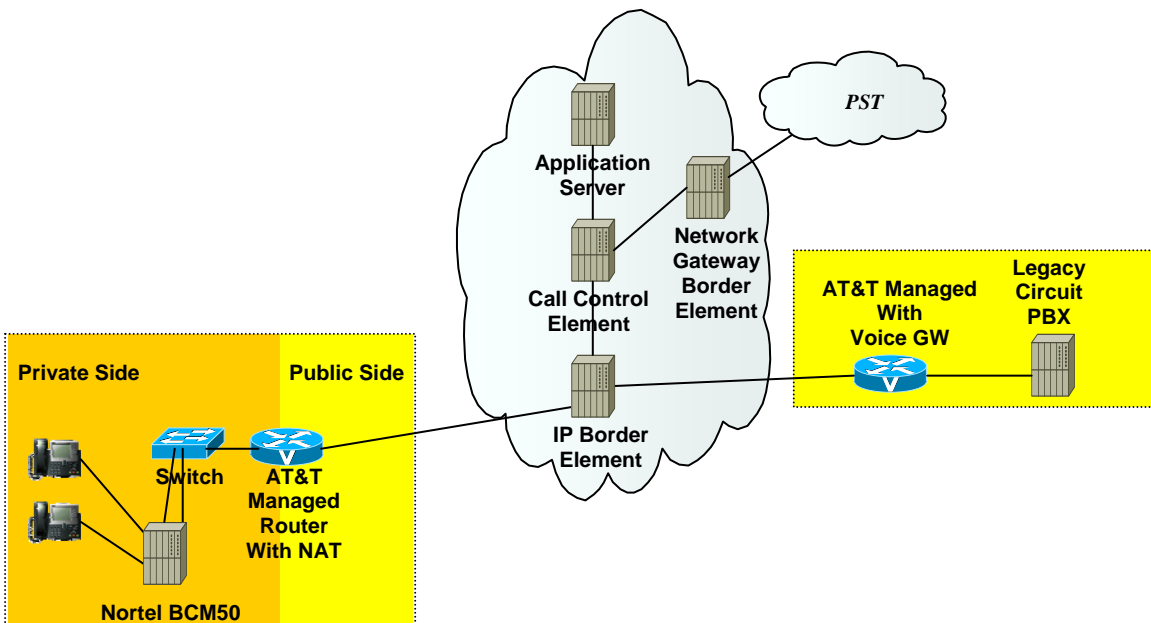 PST
Application
Server
Network
Gateway
Border
Element
Call Control
Element
IP Border
Element
AT&T Managed
With
Voice GW
Legacy
Circuit
PBX
V
Private Side
Public Side
Switch
V
AT&T
Managed
Router
With NAT
Nortel BCM50